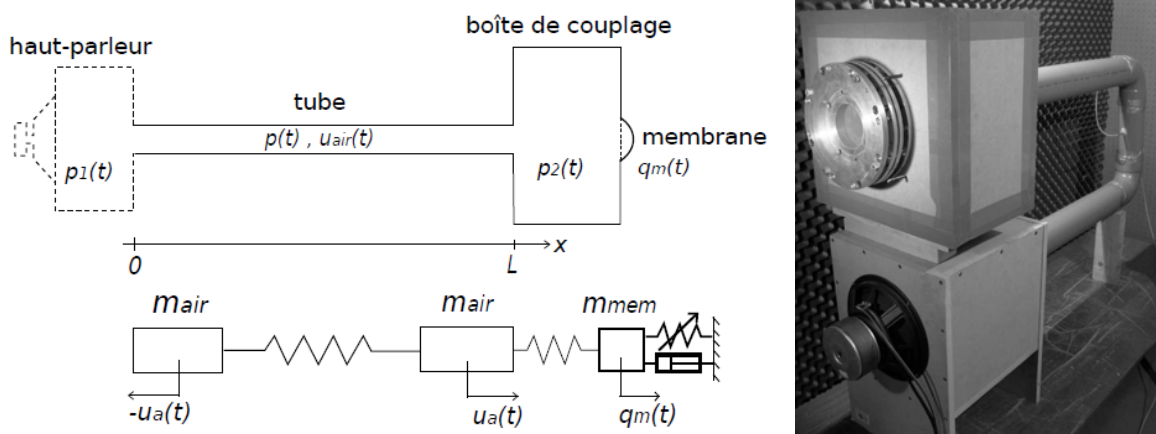 boîte de couplage
haut-parleur
tube
p(t) , uair(t)
membrane
p1(t)
p2(t)
qm(t)
0
L
x
mair
mair
mmem
-ua(t)
ua(t)
qm(t)